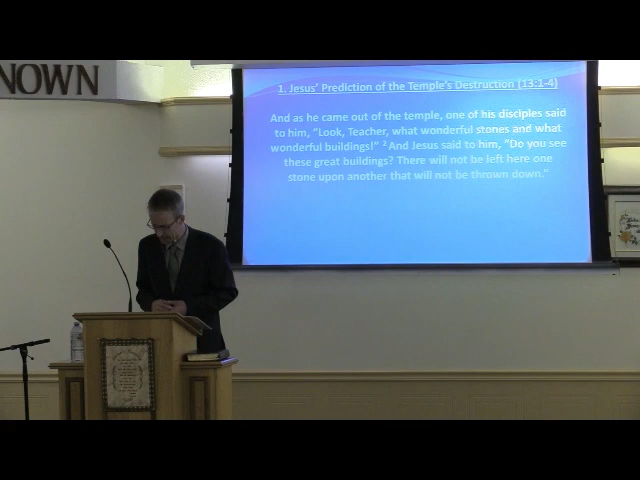 NOWN
1. Jesus' Prediction of the Temple's Destruction (13:1-4)
And as he came out of the temple, one of his disciples said
to him, "Look, Teacher, what wonderful stones and what
wonderful buildings!" 2 And Jesus said to him, "Do you see
these great buildings? There will not be left here one
stone upon another that will not be thrown down."